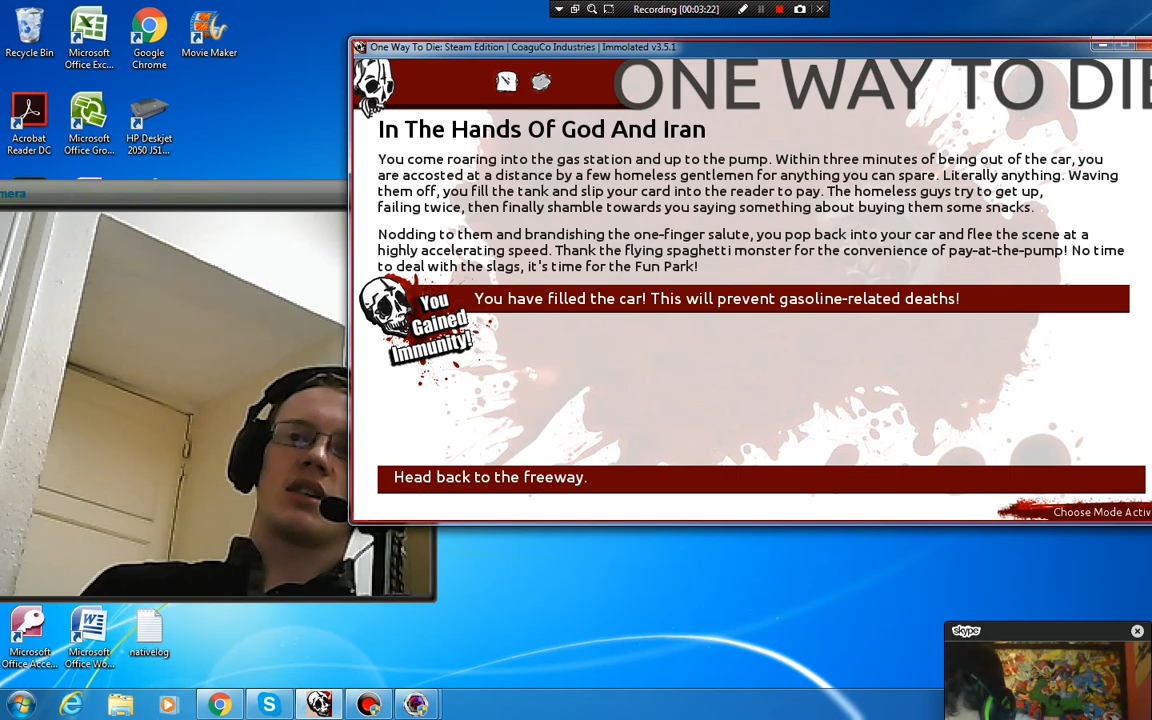 Recording [00:03:22]
Recycle Bin
Microsoft
Office Exc...
Google
Chrome
Movie Maker
Acrobat
Reader DC
Microsoft
Office Gro...
HP Deskjet
2050 J51...
mera
One Way To Die: Steam Edition | CoaguCo Industries | Immolated v3.5.1
ONE WAY TO DIE
In The Hands Of God And Iran
You come roaring into the gas station and up to the pump. Within three minutes of being out of the car, you
are accosted at a distance by a few homeless gentlemen for anything you can spare. Literally anything. Waving
them off, you fill the tank and slip your card into the reader to pay. The homeless guys try to get up,
failing twice, then finally shamble towards you saying something about buying them some snacks.
Nodding to them and brandishing the one-finger salute, you pop back into your car and flee the scene at a
highly accelerating speed. Thank the flying spaghetti monster for the convenience of pay-at-the-pump! No time
to deal with the slags, it's time for the Fun Park!
You
Gained
Immunity!
You have filled the car! This will prevent gasoline-related deaths!
Head back to the freeway.
Choose Mode Activ
Microsoft
Office Acce...
Microsoft
Office W6...
nativelog
skype